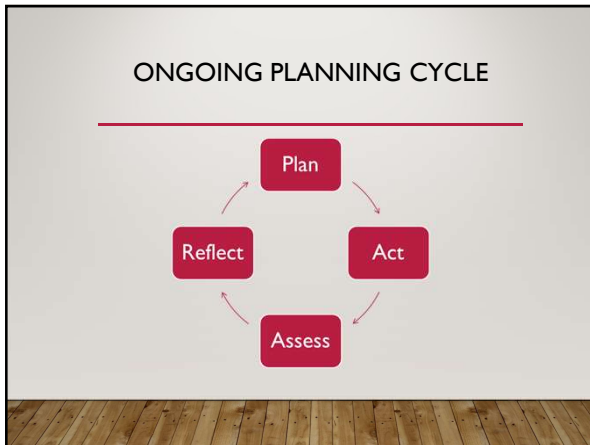 ONGOING PLANNING CYCLE
Plan
Act
Assess
Reflect